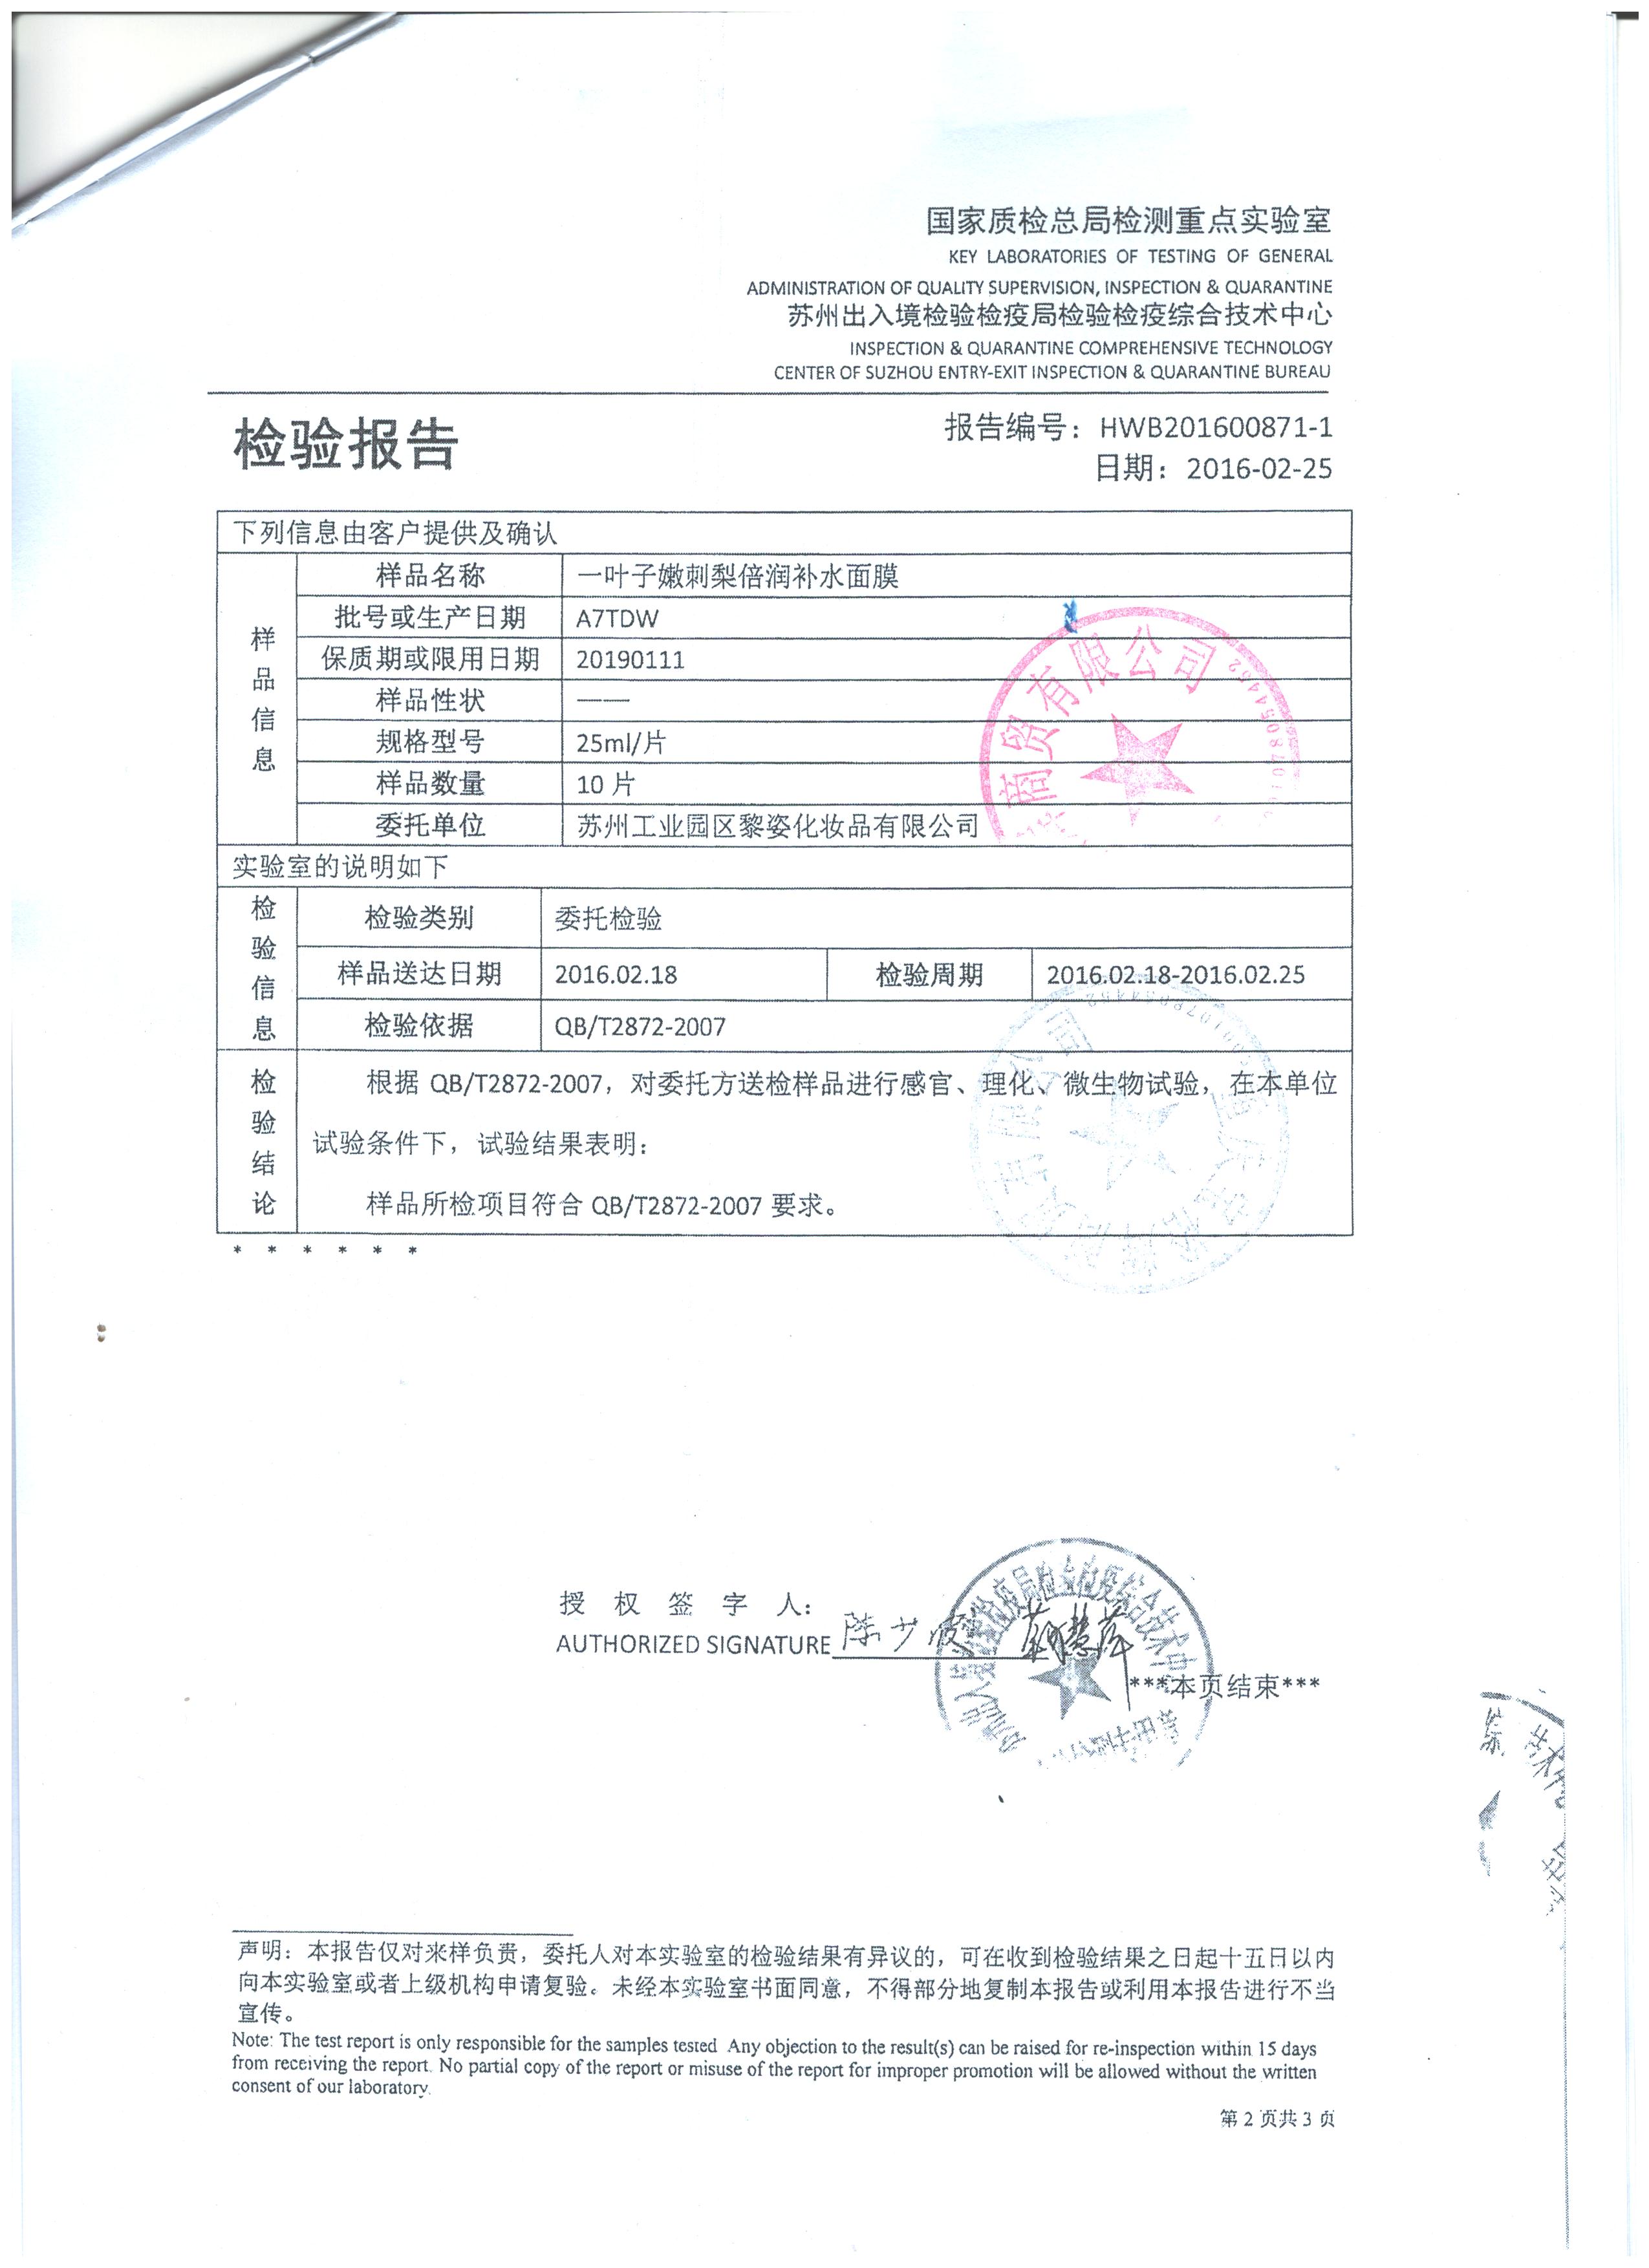 国家质检总局检测重点实验室
KEY LABORATORIES OF TESTING OF GENERAL
ADMINISTRATION OF QUALITY SUPERVISION, INSPECTION & QUARANTINE
苏州出入境检验检疫局检验检疫综合技术中心
INSPECTION & QUARANTINE COMPREHENSIVE TECHNOLOGY
CENTER OF SUZHOU ENTRY-EXIT INSPECTION & QUARANTINE BUREAU
检验报告
报告编号：HWB201600871-1
日期：2016-02-25
下列信息由客户提供及确认
样品信息
样品名称 一叶子嫩刺梨倍润补水面膜
批号或生产日期 A7TDW
保质期或限用日期 20190111
样品性状 ——
规格型号 25ml/片
样品数量 10 片
委托单位 苏州工业园区黎姿化妆品有限公司
商贸有限公司
实验室的说明如下
检验信息
检验类别 委托检验
样品送达日期 2016.02.18 检验周期 2016.02.18-2016.02.25
检验依据 QB/T2872-2007
检验结论
根据 QB/T2872-2007，对委托方送检样品进行感官、理化、微生物试验，在本单位
试验条件下，试验结果表明：
样品所检项目符合 QB/T2872-2007 要求。
* * * * * *
授 权 签 字 人：
AUTHORIZED SIGNATURE
***本页结束***
声明：本报告仅对来样负责，委托人对本实验室的检验结果有异议的，可在收到检验结果之日起十五日以内
向本实验室或者上级机构申请复验。未经本实验室书面同意，不得部分地复制本报告或利用本报告进行不当
宣传。
Note: The test report is only responsible for the samples tested. Any objection to the result(s) can be raised for re-inspection within 15 days
from receiving the report. No partial copy of the report or misuse of the report for improper promotion will be allowed without the written
consent of our laboratory.
第 2 页共 3 页